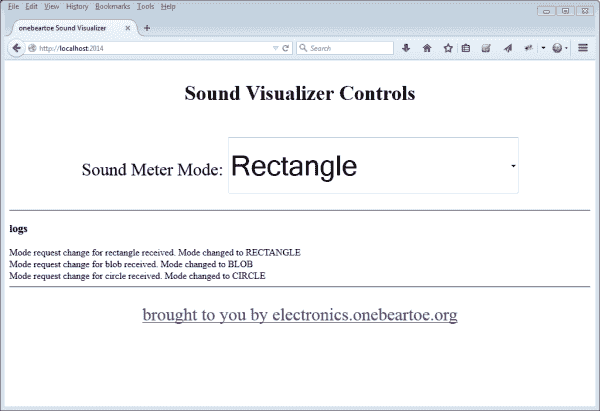 File Edit View History Bookmarks Tools Help
onebeartoe Sound Visualizer
http://localhost:2014
Search
Sound Visualizer Controls
Sound Meter Mode: Rectangle
logs
Mode request change for rectangle received. Mode changed to RECTANGLE
Mode request change for blob received. Mode changed to BLOB
Mode request change for circle received. Mode changed to CIRCLE
brought to you by electronics.onebeartoe.org